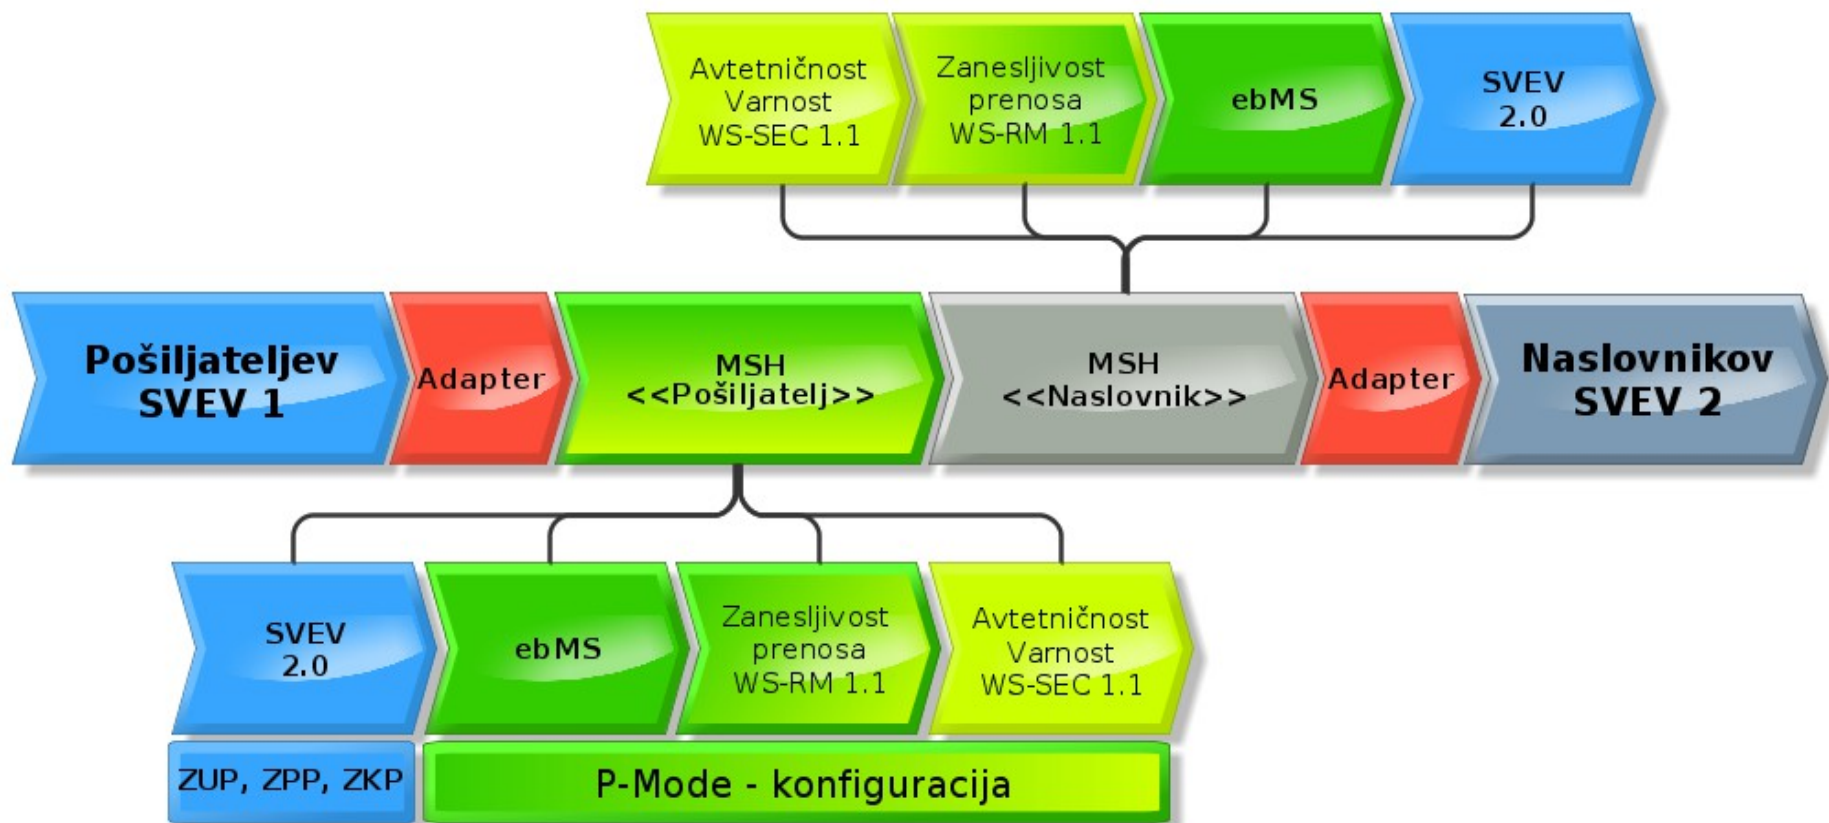 Avtetničnost
Varnost
WS-SEC 1.1
Zanesljivost
prenosa
WS-RM 1.1
ebMS
SVEV
2.0
Pošiljateljev
SVEV 1
Adapter
MSH
<<Pošiljatelj>>
MSH
<<Naslovnik>>
Adapter
Naslovnikov
SVEV 2
SVEV
2.0
ebMS
Zanesljivost
prenosa
WS-RM 1.1
Avtetničnost
Varnost
WS-SEC 1.1
ZUP, ZPP, ZKP
P-Mode - konfiguracija